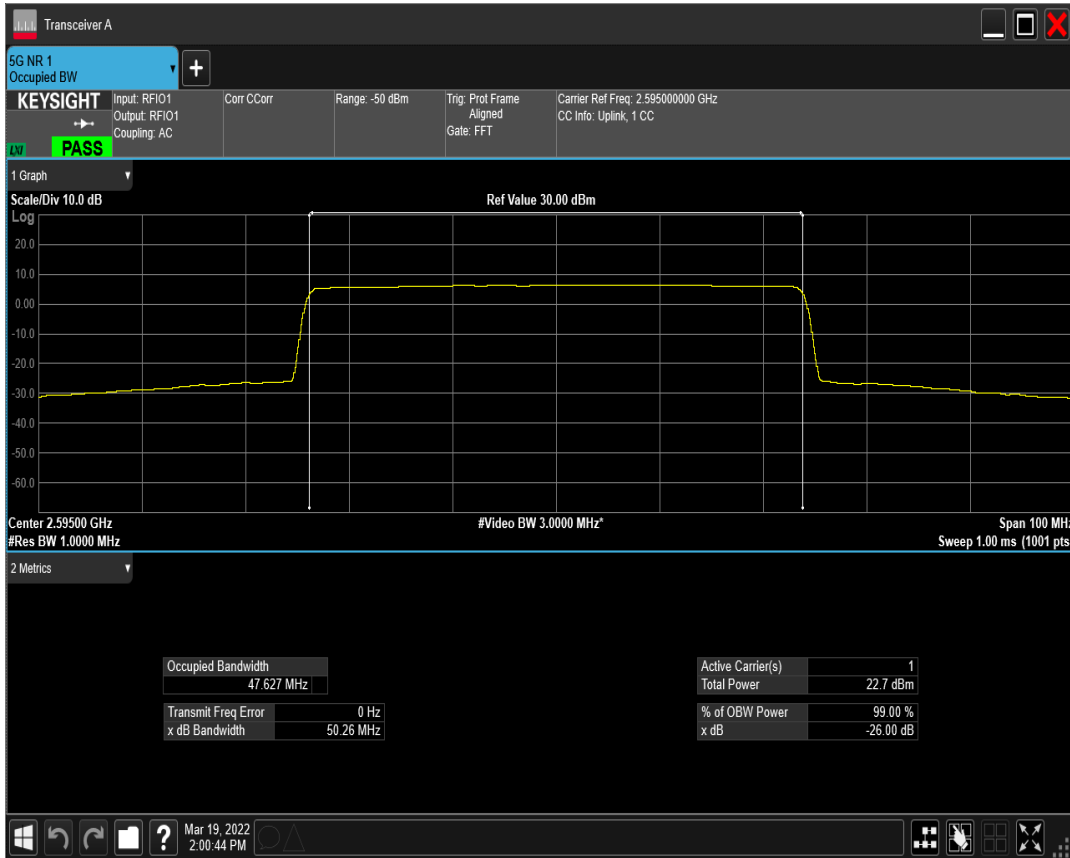 Transceiver A
5G NR 1
Occupied BW
+
KEYSIGHT
LXI
PASS
Input: RFIO1
Output: RFIO1
Coupling: AC
Corr CCorr
Range: -50 dBm
Trig: Prot Frame
Aligned
Gate: FFT
Carrier Ref Freq: 2.595000000 GHz
CC Info: Uplink, 1 CC
1 Graph
Scale/Div 10.0 dB
Ref Value 30.00 dBm
Log
20.0
10.0
0.00
-10.0
-20.0
-30.0
-40.0
-50.0
-60.0
Center 2.59500 GHz
#Video BW 3.0000 MHz*
Span 100 MHz
#Res BW 1.0000 MHz
Sweep 1.00 ms (1001 pts
2 Metrics
Occupied Bandwidth
47.627 MHz
Transmit Freq Error 0 Hz
x dB Bandwidth 50.26 MHz
Active Carrier(s) 1
Total Power 22.7 dBm
% of OBW Power 99.00 %
x dB -26.00 dB
?
Mar 19, 2022
2:00:44 PM